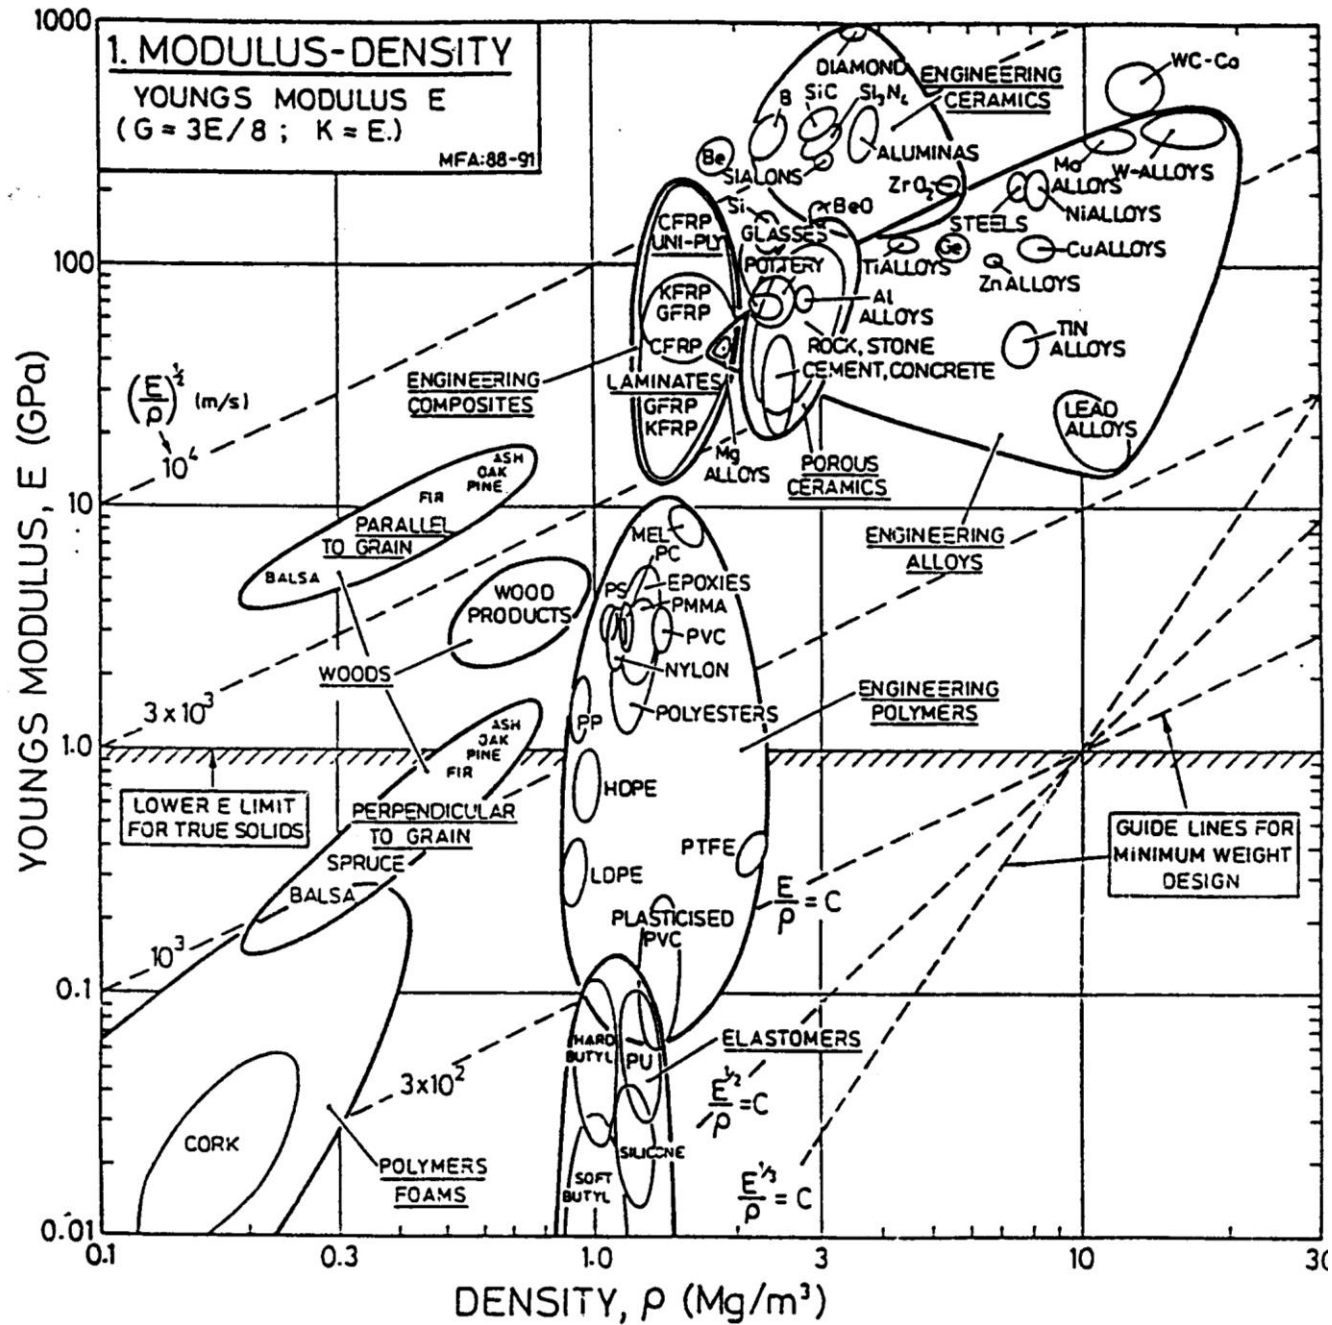 1000
1. MODULUS-DENSITY
YOUNGS MODULUS E
(G≈3E/8 ; K≈E.)
MFA:88-91
DIAMOND
ENGINEERING
CERAMICS
WC-Co
B
SiC
Si3N4
Be
SIALONS
ALUMINAS
ZrO2
Mo
ALLOYS
W-ALLOYS
NiALLOYS
STEELS
CFRP
UNI-PLY
Si
BeO
GLASSES
POTTERY
TiALLOYS
Ge
CuALLOYS
Zn ALLOYS
100
KFRP
GFRP
Al
ALLOYS
CFRP
ROCK, STONE
CEMENT, CONCRETE
TIN
ALLOYS
LAMINATES
GFRP
KFRP
ENGINEERING
COMPOSITES
LEAD
ALLOYS
Mg
ALLOYS
POROUS
CERAMICS
(E/ρ)^½ (m/s)
10⁴
ASH
OAK
PINE
FIR
PARALLEL
TO GRAIN
BALSA
10
ENGINEERING
ALLOYS
MEL
PC
EPOXIES
PS
PMMA
PVC
NYLON
POLYESTERS
WOOD
PRODUCTS
WOODS
ENGINEERING
POLYMERS
3×10³
PP
1.0
ASH
OAK
PINE
FIR
LOWER E LIMIT
FOR TRUE SOLIDS
PERPENDICULAR
TO GRAIN
HDPE
GUIDE LINES FOR
MINIMUM WEIGHT
DESIGN
SPRUCE
BALSA
LDPE
PTFE
E/ρ=C
PLASTICISED
PVC
10³
0.1
HARD
BUTYL
PU
ELASTOMERS
3×10²
E^½/ρ=C
CORK
POLYMERS
FOAMS
SILICONE
SOFT
BUTYL
E^⅓/ρ=C
0.01
0.1
0.3
1.0
3
10
30
YOUNGS MODULUS, E (GPa)
DENSITY, ρ (Mg/m³)